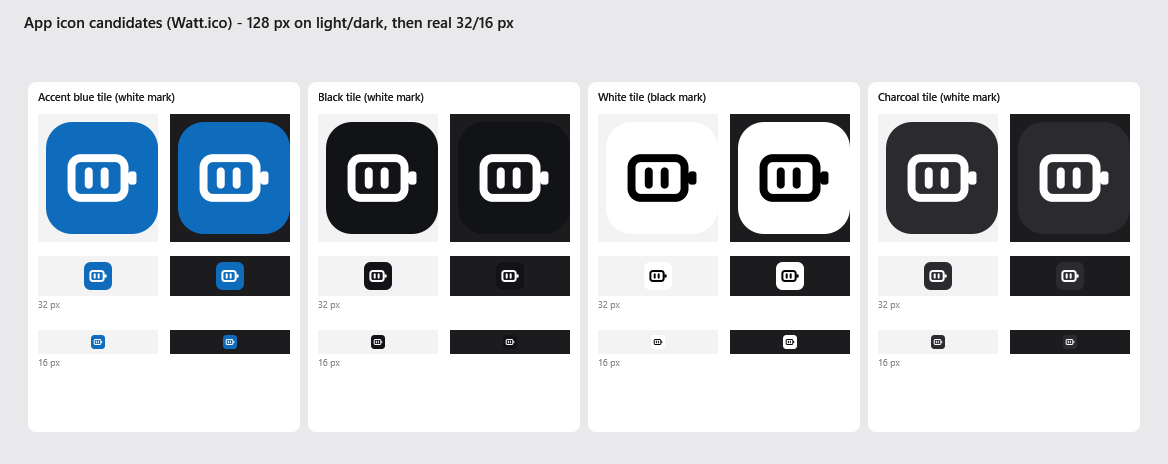 App icon candidates (Watt.ico) - 128 px on light/dark, then real 32/16 px
Accent blue tile (white mark)
32 px
16 px
Black tile (white mark)
32 px
16 px
White tile (black mark)
32 px
16 px
Charcoal tile (white mark)
32 px
16 px